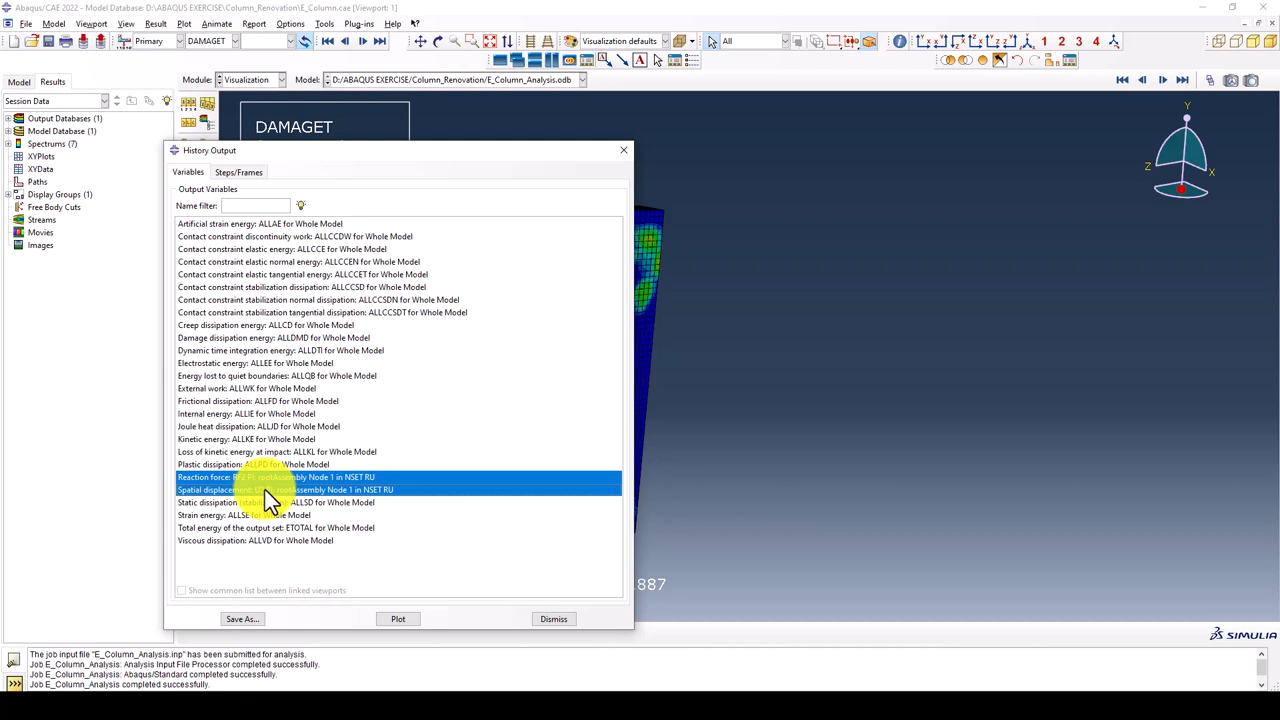 Abaqus/CAE 2022 - Model Database: D:\ABAQUS EXERCISE\Column_Renovation\E_Column.cae [Viewport: 1]
File Model Viewport View Result Plot Animate Report Options Tools Plug-ins Help
Primary DAMAGET Visualization defaults All
1 2 3 4
Model Results
Module: Visualization Model: D:/ABAQUS EXERCISE/Column_Renovation/E_Column_Analysis.odb
Session Data
Output Databases (1)
Model Database (1)
Spectrums (7)
XYPlots
XYData
Paths
Display Groups (1)
Free Body Cuts
Streams
Movies
Images
DAMAGET
Y
Z
X
History Output
Variables Steps/Frames
Output Variables
Name filter:
Artificial strain energy: ALLAE for Whole Model
Contact constraint discontinuity work: ALLCCDW for Whole Model
Contact constraint elastic energy: ALLCCE for Whole Model
Contact constraint elastic normal energy: ALLCCEN for Whole Model
Contact constraint elastic tangential energy: ALLCCET for Whole Model
Contact constraint stabilization dissipation: ALLCCSD for Whole Model
Contact constraint stabilization normal dissipation: ALLCCSDN for Whole Model
Contact constraint stabilization tangential dissipation: ALLCCSDT for Whole Model
Creep dissipation energy: ALLCD for Whole Model
Damage dissipation energy: ALLDMD for Whole Model
Dynamic time integration energy: ALLDTI for Whole Model
Electrostatic energy: ALLEE for Whole Model
Energy lost to quiet boundaries: ALLQB for Whole Model
External work: ALLWK for Whole Model
Frictional dissipation: ALLFD for Whole Model
Internal energy: ALLIE for Whole Model
Joule heat dissipation: ALLJD for Whole Model
Kinetic energy: ALLKE for Whole Model
Loss of kinetic energy at impact: ALLKL for Whole Model
Plastic dissipation: ALLPD for Whole Model
Reaction force: RF2 PI: rootAssembly Node 1 in NSET RU
Spatial displacement: rootAssembly Node 1 in NSET RU
Static dissipation (stabilization): ALLSD for Whole Model
Strain energy: ALLSE for Whole Model
Total energy of the output set: ETOTAL for Whole Model
Viscous dissipation: ALLVD for Whole Model
Show common list between linked viewports
Save As... Plot Dismiss
887
SIMULIA
The job input file "E_Column_Analysis.inp" has been submitted for analysis.
Job E_Column_Analysis: Analysis Input File Processor completed successfully.
Job E_Column_Analysis: Abaqus/Standard completed successfully.
Job E_Column_Analysis completed successfully.
>>>